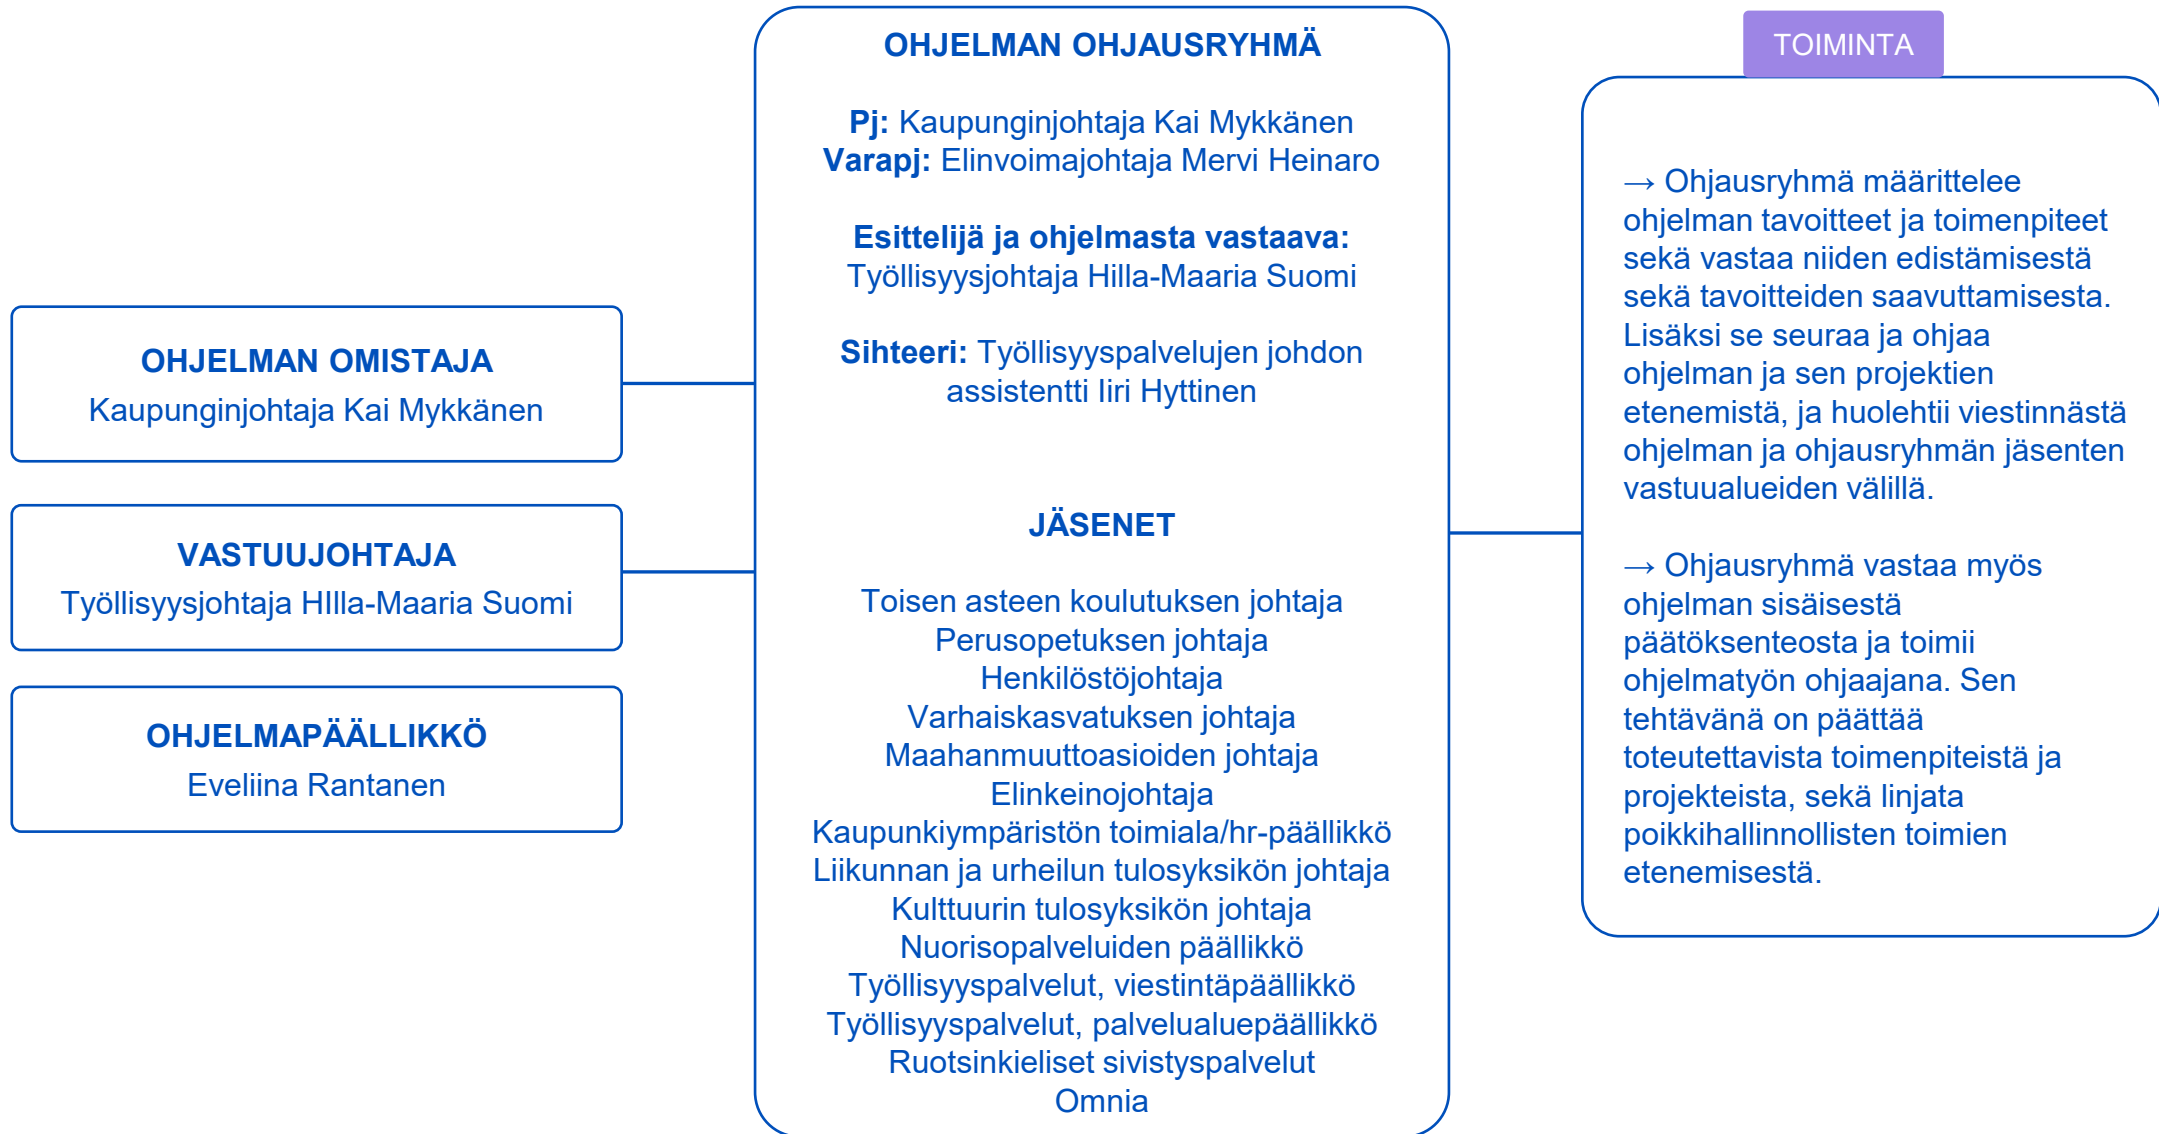 OHJELMAN OMISTAJA
Kaupunginjohtaja Kai Mykkänen
VASTUUJOHTAJA
Työllisyysjohtaja HIlla-Maaria Suomi
OHJELMAPÄÄLLIKKÖ
Eveliina Rantanen
OHJELMAN OHJAUSRYHMÄ
Pj: Kaupunginjohtaja Kai Mykkänen
Varapj: Elinvoimajohtaja Mervi Heinaro
Esittelijä ja ohjelmasta vastaava:
Työllisyysjohtaja Hilla-Maaria Suomi
Sihteeri: Työllisyyspalvelujen johdon
assistentti Iiri Hyttinen
JÄSENET
Toisen asteen koulutuksen johtaja
Perusopetuksen johtaja
Henkilöstöjohtaja
Varhaiskasvatuksen johtaja
Maahanmuuttoasioiden johtaja
Elinkeinojohtaja
Kaupunkiympäristön toimiala/hr-päällikkö
Liikunnan ja urheilun tulosyksikön johtaja
Kulttuurin tulosyksikön johtaja
Nuorisopalveluiden päällikkö
Työllisyyspalvelut, viestintäpäällikkö
Työllisyyspalvelut, palvelualuepäällikkö
Ruotsinkieliset sivistyspalvelut
Omnia
TOIMINTA
→ Ohjausryhmä määrittelee
ohjelman tavoitteet ja toimenpiteet
sekä vastaa niiden edistämisestä
sekä tavoitteiden saavuttamisesta.
Lisäksi se seuraa ja ohjaa
ohjelman ja sen projektien
etenemistä, ja huolehtii viestinnästä
ohjelman ja ohjausryhmän jäsenten
vastuualueiden välillä.
→ Ohjausryhmä vastaa myös
ohjelman sisäisestä
päätöksenteosta ja toimii
ohjelmatyön ohjaajana. Sen
tehtävänä on päättää
toteutettavista toimenpiteistä ja
projekteista, sekä linjata
poikkihallinnollisten toimien
etenemisestä.